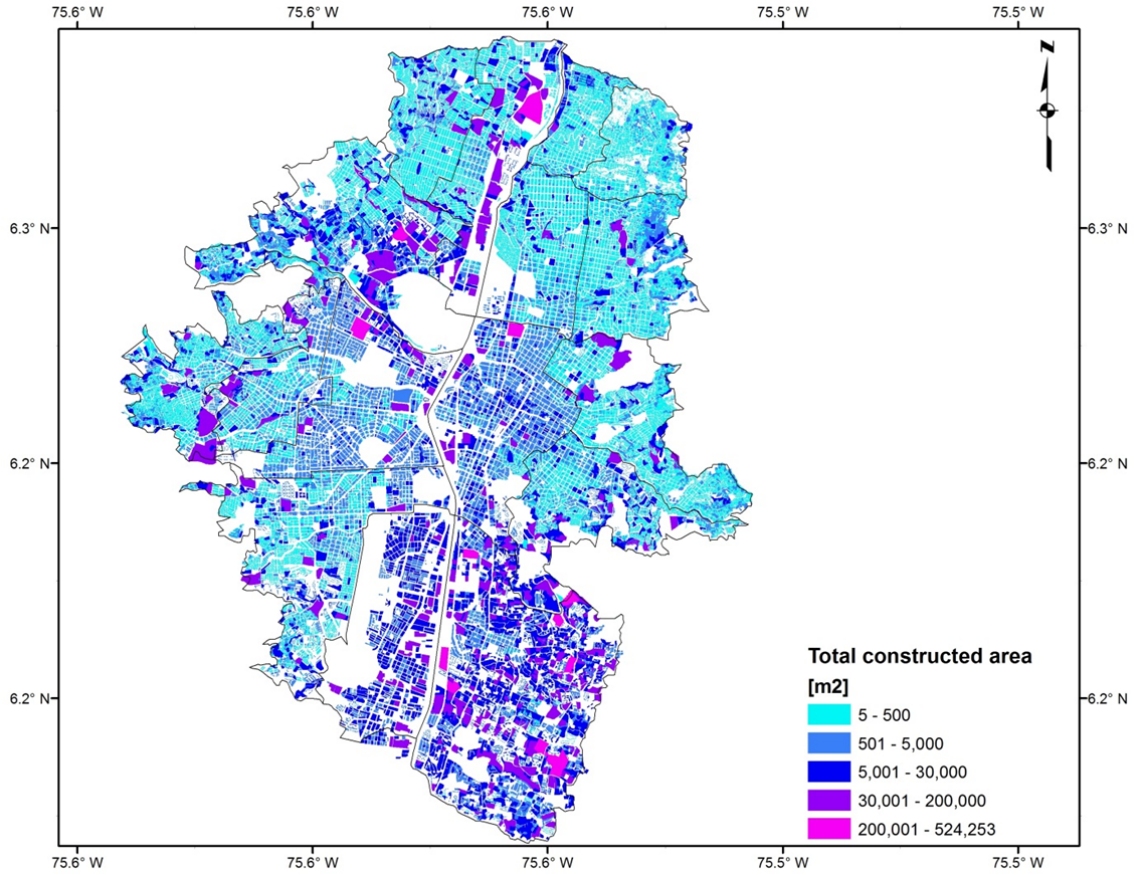 75.6° W 75.6° W 75.6° W 75.5° W 75.5° W
N
6.3° N 6.3° N
6.2° N 6.2° N
6.2° N 6.2° N
Total constructed area
[m2]
5 - 500
501 - 5,000
5,001 - 30,000
30,001 - 200,000
200,001 - 524,253
75.6° W 75.6° W 75.6° W 75.5° W 75.5° W